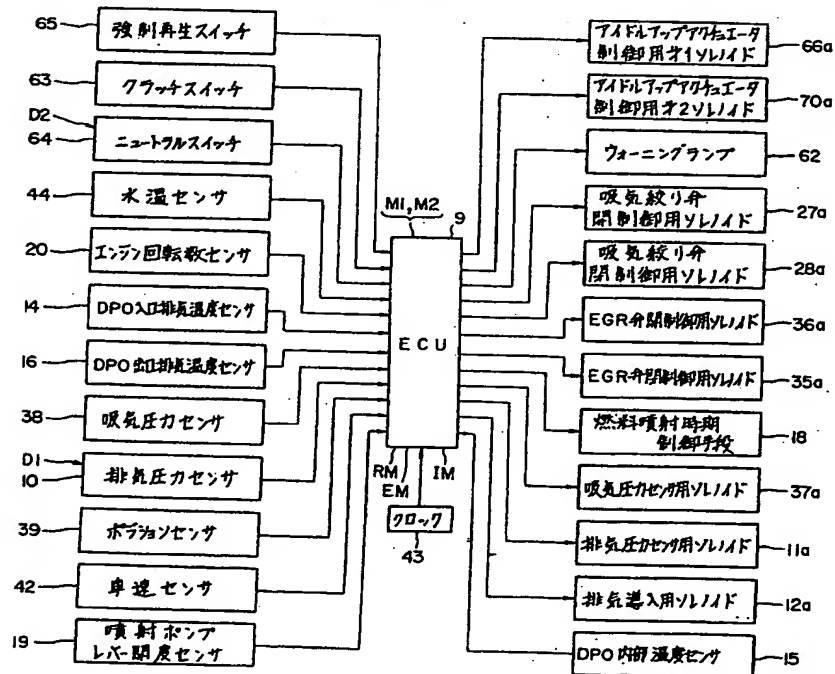 65
強制再生スイッチ
63
クラッチスイッチ
D2
64
ニュートラルスイッチ
44
水温センサ
20
エンジン回転数センサ
14
DPO入口排気温度センサ
16
DPO出口排気温度センサ
38
吸気圧力センサ
D1
10
排気圧力センサ
39
ポジションセンサ
42
車速センサ
19
噴射ポンプ
レバー開度センサ
M1, M2
9
ECU
RM
EM
IM
クロック
43
アイドルアップアクチュエータ
制御用才1ソレノイド
66a
アイドルアップアクチュエータ
制御用才2ソレノイド
70a
ウォーニングランプ
62
吸気絞り弁
閉制御用ソレノイド
27a
吸気絞り弁
閉制御用ソレノイド
28a
EGR弁閉制御用ソレノイド
36a
EGR弁閉制御用ソレノイド
35a
燃料噴射時期
制御手段
18
吸気圧力センサ用ソレノイド
37a
排気圧力センサ用ソレノイド
11a
排気導入用ソレノイド
12a
DPO内部温度センサ
15